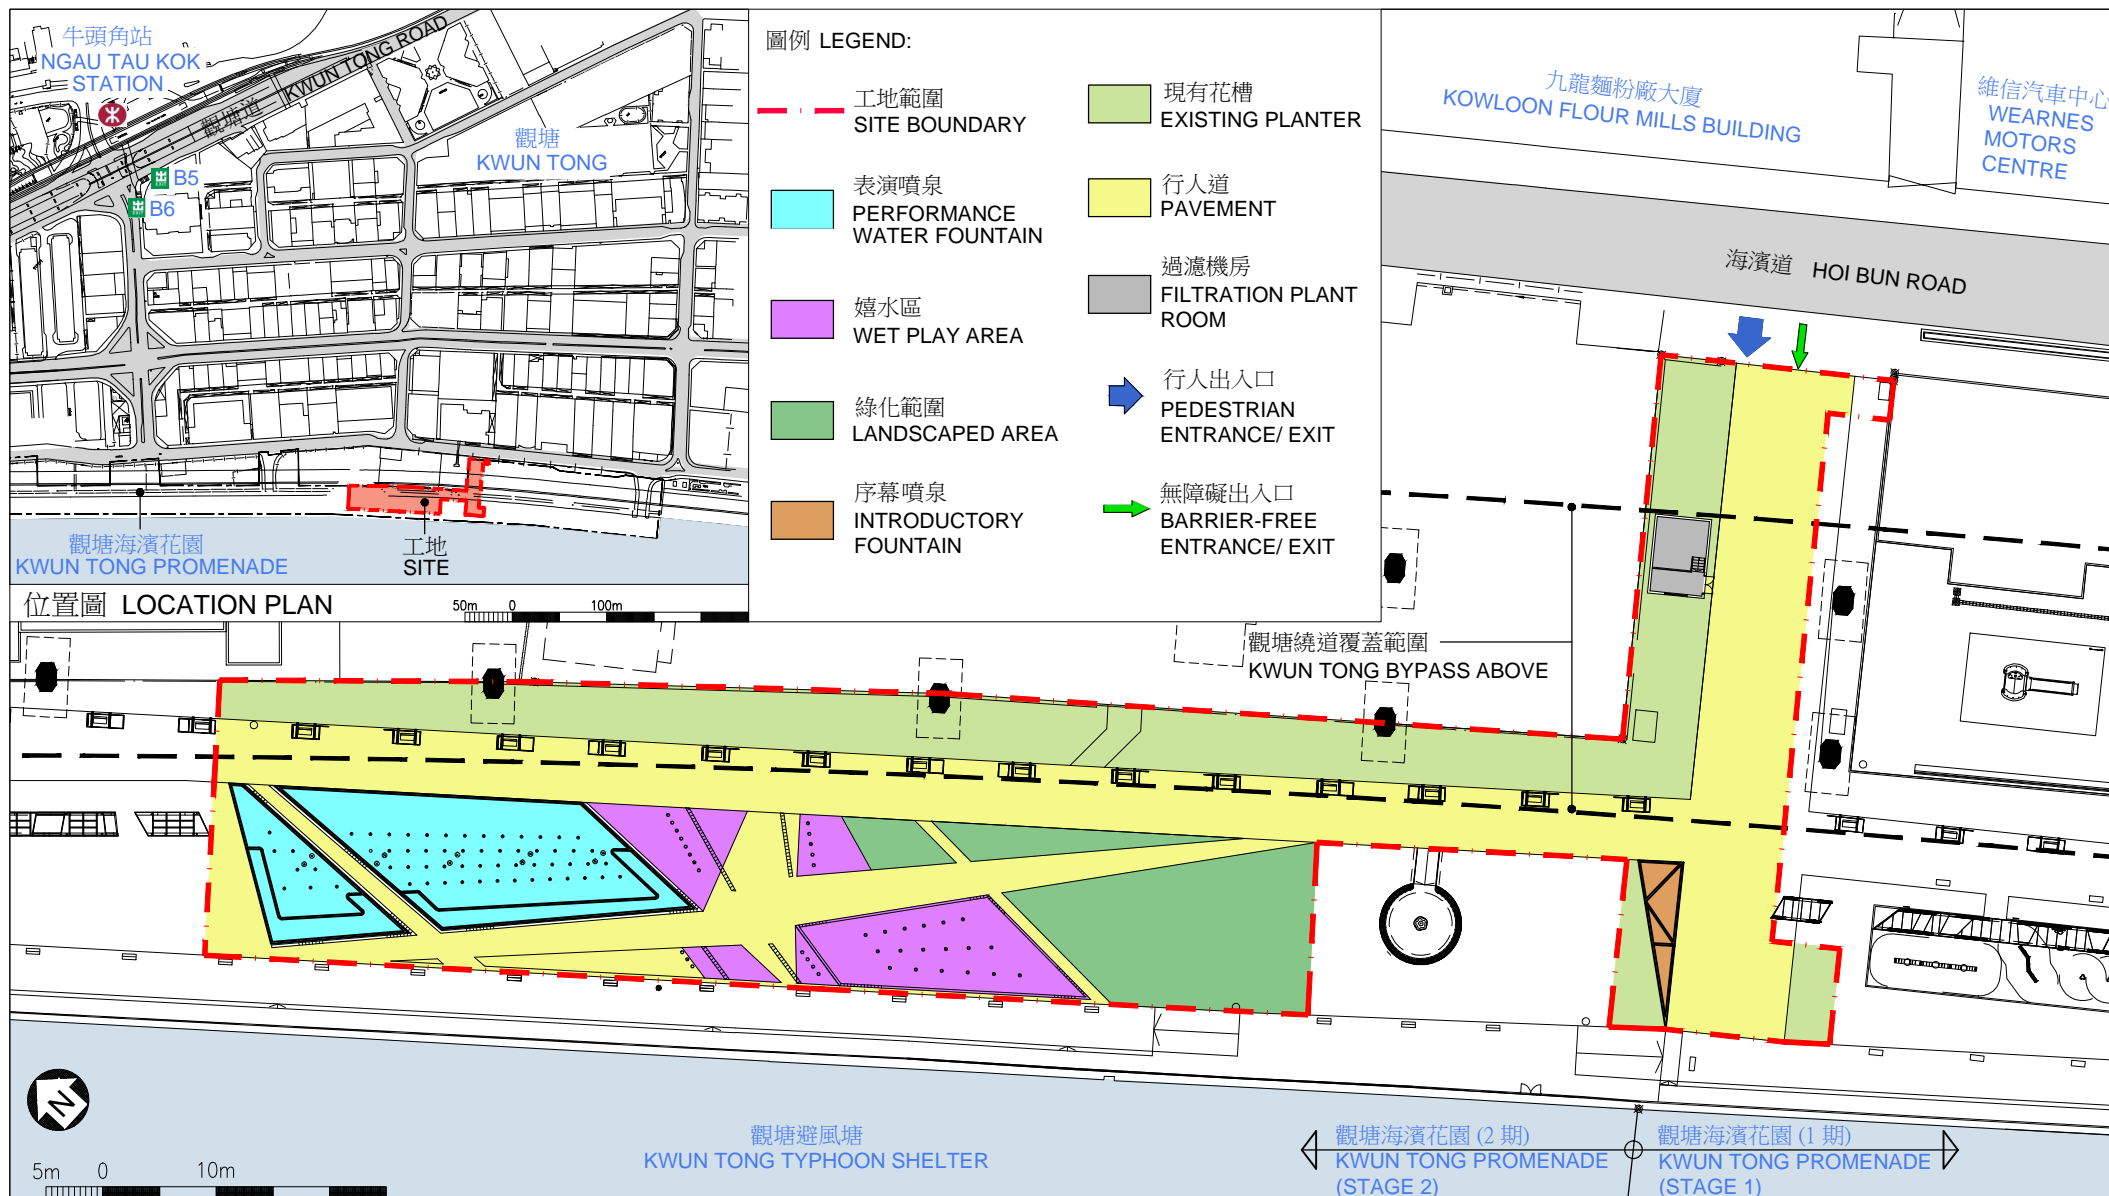 牛頭角站
NGAU TAU KOK
STATION
KWUN TONG ROAD
觀塘道
觀塘
KWUN TONG
B5
B6
觀塘海濱花園
KWUN TONG PROMENADE
工地
SITE
位置圖 LOCATION PLAN
50m 0 100m
圖例 LEGEND:
工地範圍
SITE BOUNDARY
表演噴泉
PERFORMANCE
WATER FOUNTAIN
嬉水區
WET PLAY AREA
綠化範圍
LANDSCAPED AREA
序幕噴泉
INTRODUCTORY
FOUNTAIN
現有花槽
EXISTING PLANTER
行人道
PAVEMENT
過濾機房
FILTRATION PLANT
ROOM
行人出入口
PEDESTRIAN
ENTRANCE/ EXIT
無障礙出入口
BARRIER-FREE
ENTRANCE/ EXIT
九龍麵粉廠大廈
KOWLOON FLOUR MILLS BUILDING
維信汽車中心
WEARNES
MOTORS
CENTRE
海濱道 HOI BUN ROAD
觀塘繞道覆蓋範圍
KWUN TONG BYPASS ABOVE
N
5m 0 10m
觀塘避風塘
KWUN TONG TYPHOON SHELTER
觀塘海濱花園 (2 期)
KWUN TONG PROMENADE
(STAGE 2)
觀塘海濱花園 (1 期)
KWUN TONG PROMENADE
(STAGE 1)